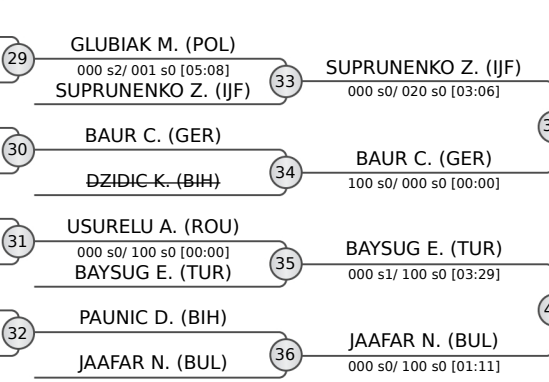 GLUBIAK M. (POL)
29
000 s2/ 001 s0 [05:08]
SUPRUNENKO Z. (IJF)
33
SUPRUNENKO Z. (IJF)
000 s0/ 020 s0 [03:06]
BAUR C. (GER)
30
DZIDIC K. (BIH)
34
BAUR C. (GER)
100 s0/ 000 s0 [00:00]
USURELU A. (ROU)
31
000 s0/ 100 s0 [00:00]
BAYSUG E. (TUR)
35
BAYSUG E. (TUR)
000 s1/ 100 s0 [03:29]
PAUNIC D. (BIH)
32
JAAFAR N. (BUL)
36
JAAFAR N. (BUL)
000 s0/ 100 s0 [01:11]